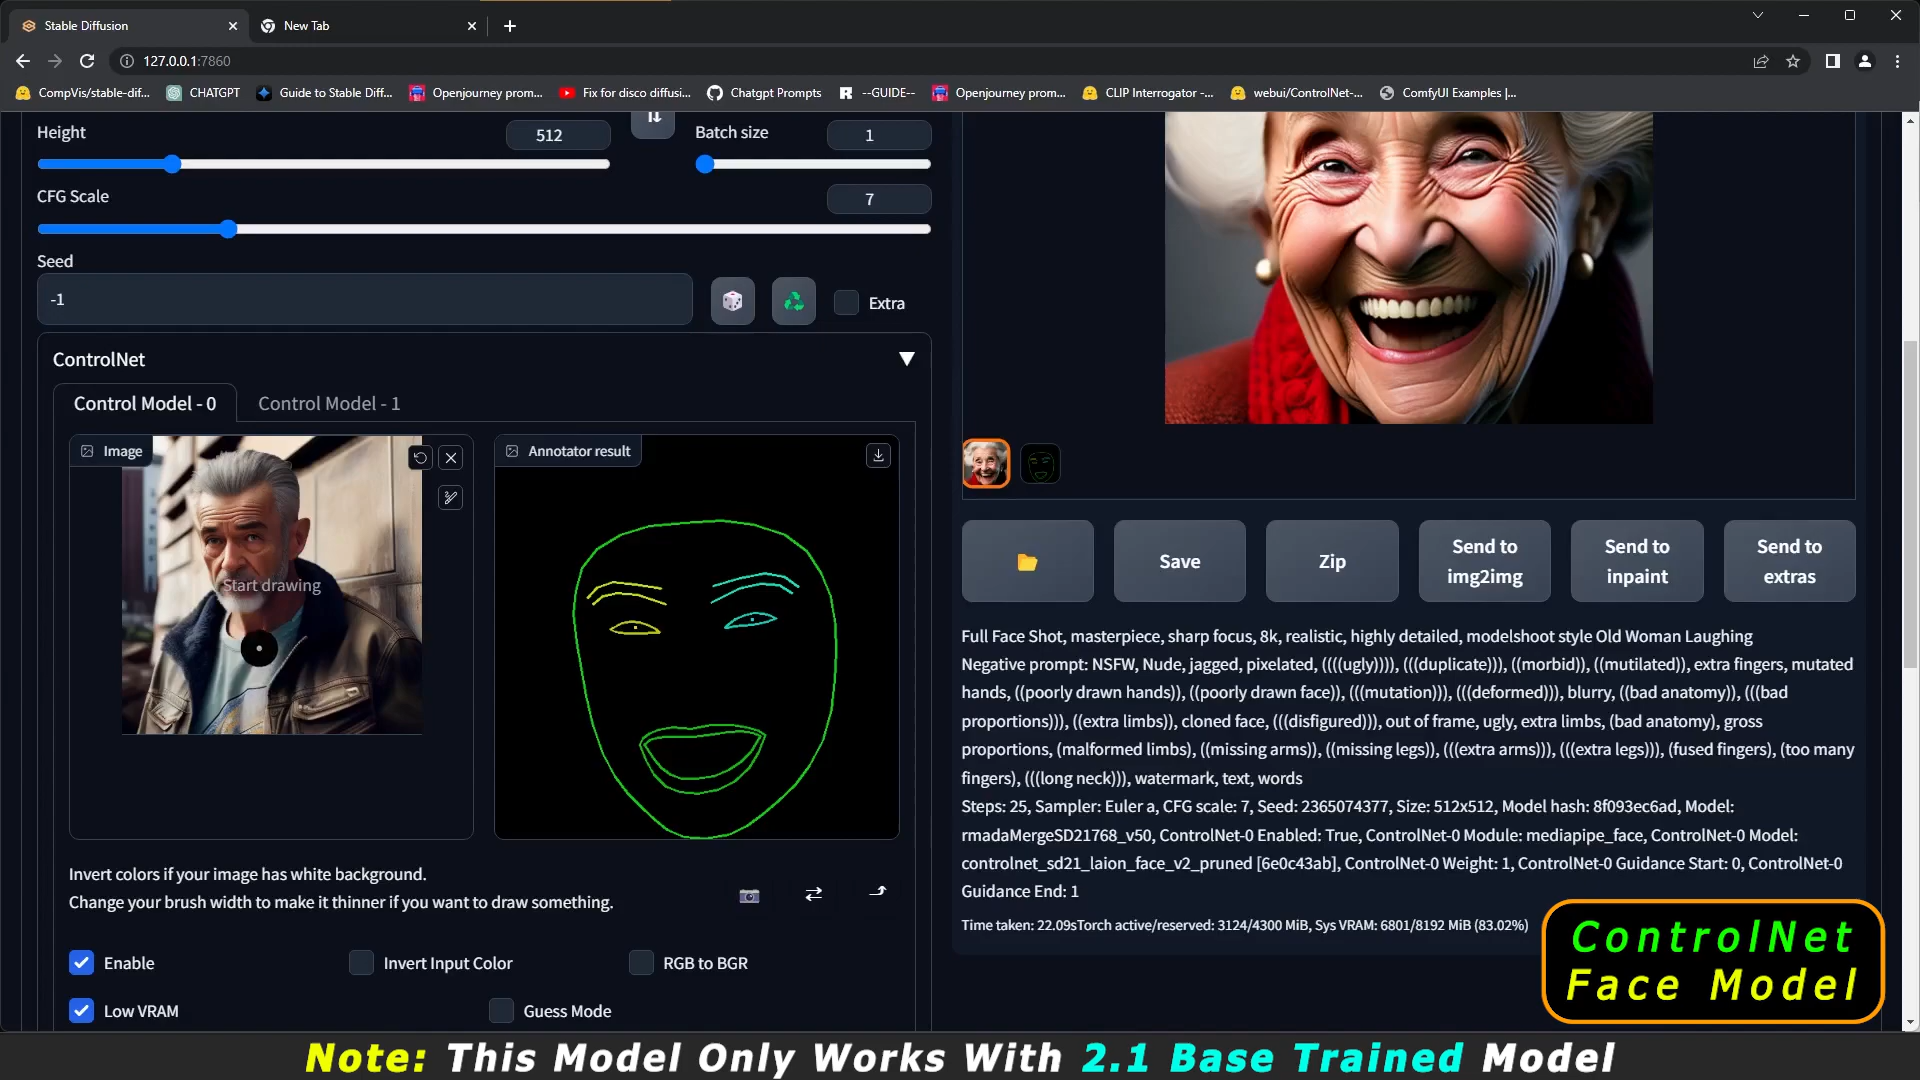 Stable Diffusion
New Tab
127.0.0.1:7860
CompVis/stable-dif...
CHATGPT
Guide to Stable Diff...
Openjourney prom...
Fix for disco diffusi...
Chatgpt Prompts
--GUIDE--
Openjourney prom...
CLIP Interrogator -...
webui/ControlNet-...
ComfyUI Examples |...
Height
512
Batch size
1
CFG Scale
7
Seed
-1
Extra
ControlNet
Control Model - 0
Control Model - 1
Image
Start drawing
Annotator result
Invert colors if your image has white background.
Change your brush width to make it thinner if you want to draw something.
Enable
Invert Input Color
RGB to BGR
Low VRAM
Guess Mode
Save
Zip
Send to
img2img
Send to
inpaint
Send to
extras
Full Face Shot, masterpiece, sharp focus, 8k, realistic, highly detailed, modelshoot style Old Woman Laughing
Negative prompt: NSFW, Nude, jagged, pixelated, ((((ugly)))), (((duplicate))), ((morbid)), ((mutilated)), extra fingers, mutated
hands, ((poorly drawn hands)), ((poorly drawn face)), (((mutation))), (((deformed))), blurry, ((bad anatomy)), (((bad
proportions))), ((extra limbs)), cloned face, (((disfigured))), out of frame, ugly, extra limbs, (bad anatomy), gross
proportions, (malformed limbs), ((missing arms)), ((missing legs)), (((extra arms))), (((extra legs))), (fused fingers), (too many
fingers), (((long neck))), watermark, text, words
Steps: 25, Sampler: Euler a, CFG scale: 7, Seed: 2365074377, Size: 512x512, Model hash: 8f093ec6ad, Model:
rmadaMergeSD21768_v50, ControlNet-0 Enabled: True, ControlNet-0 Module: mediapipe_face, ControlNet-0 Model:
controlnet_sd21_laion_face_v2_pruned [6e0c43ab], ControlNet-0 Weight: 1, ControlNet-0 Guidance Start: 0, ControlNet-0
Guidance End: 1
Time taken: 22.09sTorch active/reserved: 3124/4300 MiB, Sys VRAM: 6801/8192 MiB (83.02%)
ControlNet
Face Model
Note: This Model Only Works With 2.1 Base Trained Model